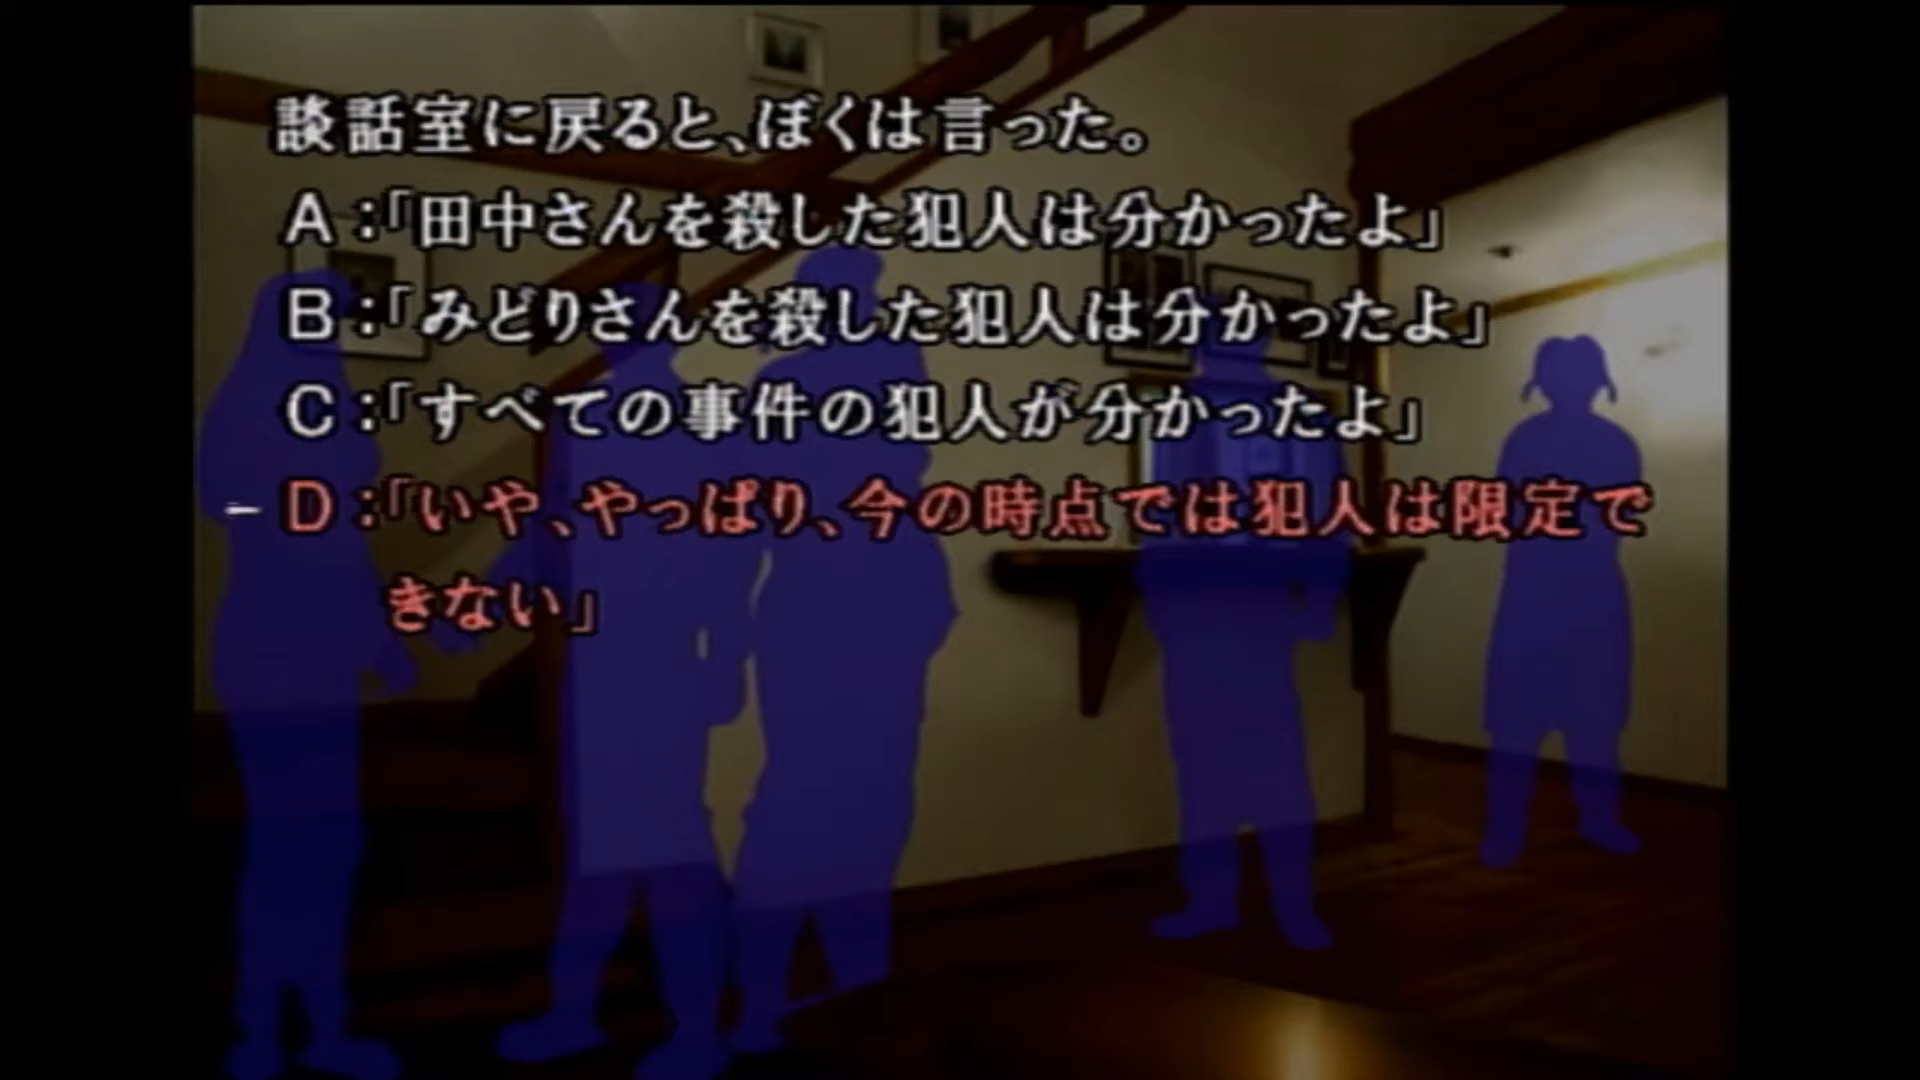 談話室に戻ると、ぼくは言った。
A:「田中さんを殺した犯人は分かったよ」
B:「みどりさんを殺した犯人は分かったよ」
C:「すべての事件の犯人が分かったよ」
D:「いや、やっぱり、今の時点では犯人は限定で
きない」